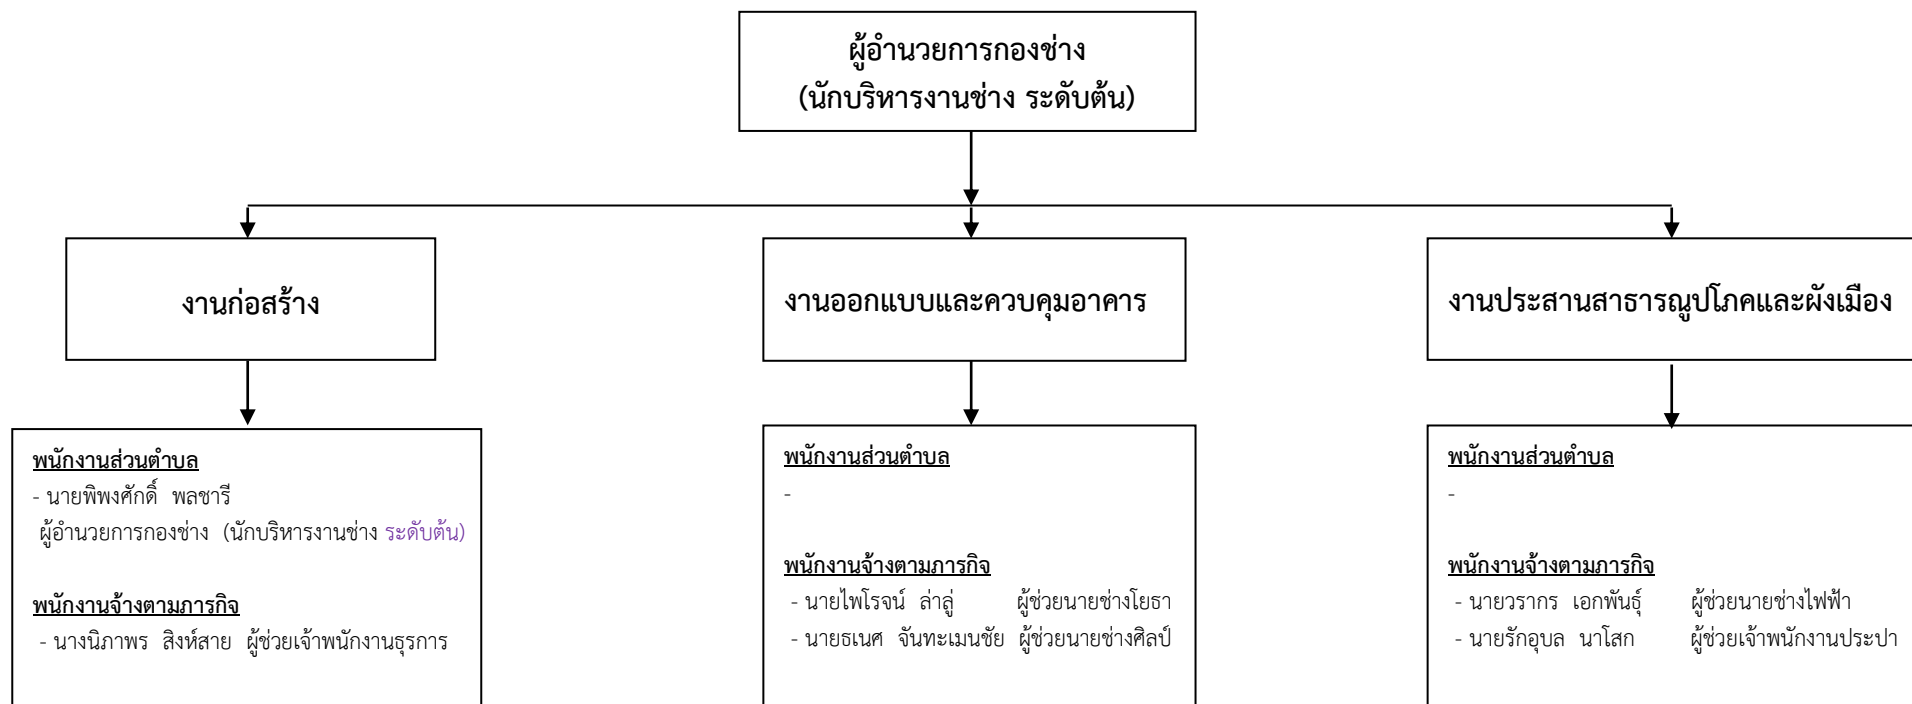 ผู้อำนวยการกองช่าง
(นักบริหารงานช่าง ระดับต้น)
งานก่อสร้าง
งานออกแบบและควบคุมอาคาร
งานประสานสาธารณูปโภคและผังเมือง
พนักงานส่วนตำบล
- นายพิพงศักดิ์ พลชารี
ผู้อำนวยการกองช่าง (นักบริหารงานช่าง ระดับต้น)
พนักงานจ้างตามภารกิจ
- นางนิภาพร สิงห์สาย ผู้ช่วยเจ้าพนักงานธุรการ
พนักงานส่วนตำบล
-
พนักงานจ้างตามภารกิจ
- นายไพโรจน์ ล่าลู่ ผู้ช่วยนายช่างโยธา
- นายธเนศ จันทะเมนชัย ผู้ช่วยนายช่างศิลป์
พนักงานส่วนตำบล
-
พนักงานจ้างตามภารกิจ
- นายวรากร เอกพันธุ์ ผู้ช่วยนายช่างไฟฟ้า
- นายรักอุบล นาโสก ผู้ช่วยเจ้าพนักงานประปา